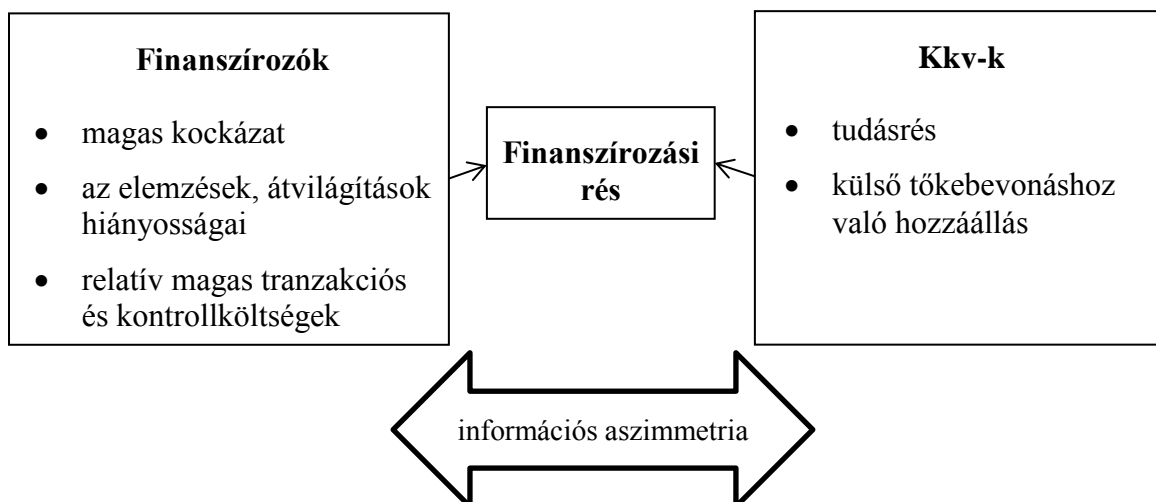 Finanszírozók
• magas kockázat
• az elemzések, átvilágítások
hiányosságai
• relatív magas tranzakciós
és kontrollköltségek
Finanszírozási
rés
Kkv-k
• tudásrés
• külső tőkebevonáshoz
való hozzáállás
információs aszimmetria